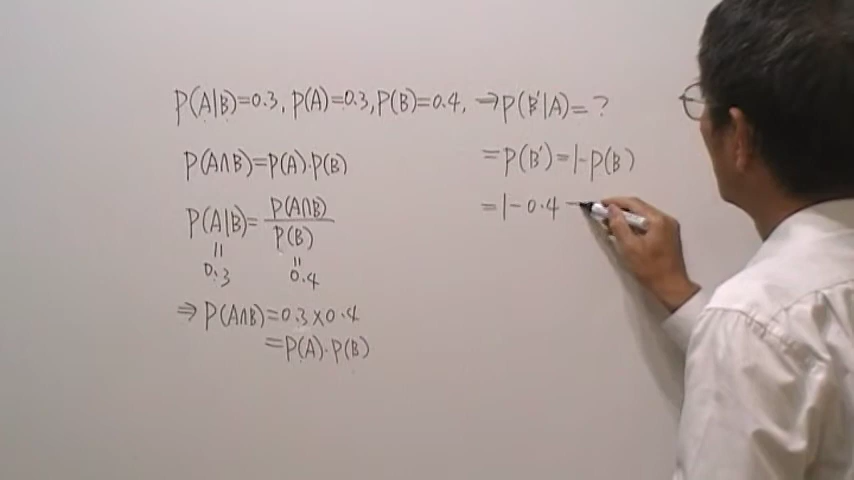 P(A|B)=0.3, P(A)=0.3, P(B)=0.4, ⇒P(B'|A)=?
P(A∩B)=P(A)·P(B)
P(A|B)=P(A∩B)/P(B)
= =
0.3 0.4
⇒ P(A∩B)=0.3×0.4
=P(A)·P(B)
=P(B')=1-P(B)
=1-0.4